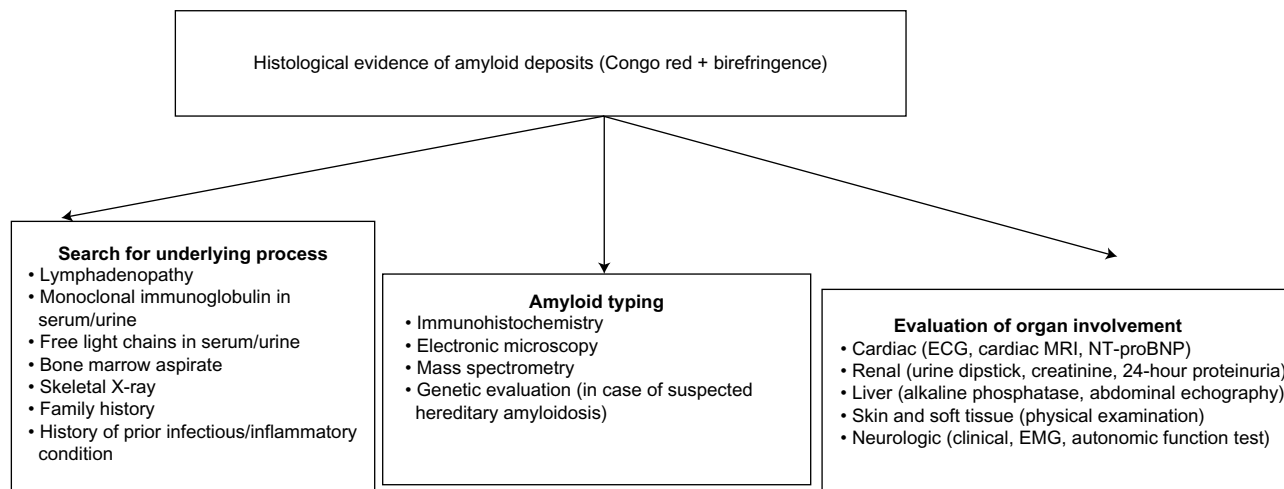 Histological evidence of amyloid deposits (Congo red + birefringence)
Search for underlying process
• Lymphadenopathy
• Monoclonal immunoglobulin in
serum/urine
• Free light chains in serum/urine
• Bone marrow aspirate
• Skeletal X-ray
• Family history
• History of prior infectious/inflammatory
condition
Amyloid typing
• Immunohistochemistry
• Electronic microscopy
• Mass spectrometry
• Genetic evaluation (in case of suspected
hereditary amyloidosis)
Evaluation of organ involvement
• Cardiac (ECG, cardiac MRI, NT-proBNP)
• Renal (urine dipstick, creatinine, 24-hour proteinuria)
• Liver (alkaline phosphatase, abdominal echography)
• Skin and soft tissue (physical examination)
• Neurologic (clinical, EMG, autonomic function test)